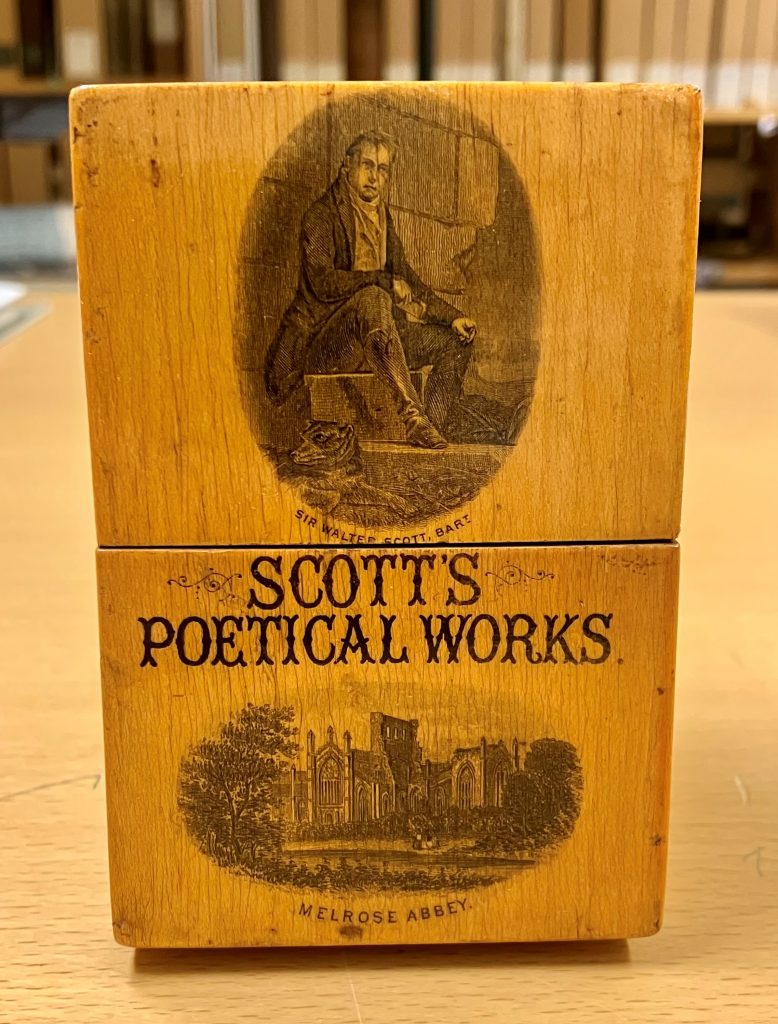 SIR WALTER SCOTT, BART
SCOTT'S
POETICAL WORKS.
MELROSE ABBEY.